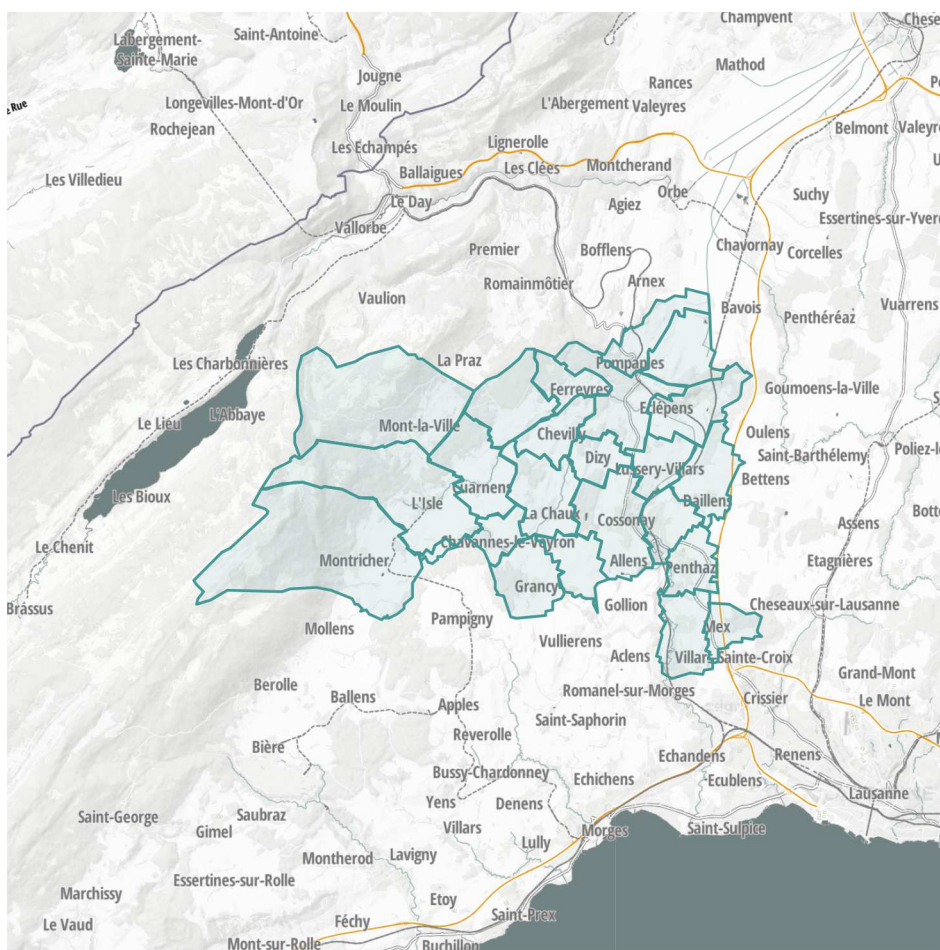 Champvent
Chese
Saint-Antoine
Labergement-
Sainte-Marie
Mathod
Jougne
Rances
Longevilles-Mont-d'Or
Le Moulin
L'Abergement
Valeyres
Rochejean
Belmont
Valeyre
Les Echampés
Lignerolle
Les Clées
Montcherand
Ballaigues
Les Villedieu
Orbe
Suchy
Le Day
Agiez
Essertines-sur-Yver
Vallorbe
Premier
Bofflens
Chavornay
Corcelles
Romainmôtier
Arnex
Vaulion
Bavois
Vuarrens
Penthéréaz
Les Charbonnières
La Praz
Pompaples
Ferreyres
Goumoens-la-Ville
L'Abbaye
Le Lieu
Mont-la-Ville
Chevilly
Eclépens
Oulens
Saint-Barthélemy
Poliez-le
Dizy
Lussery-Villars
Bettens
Cuarnens
Les Bioux
L'Isle
Daillens
La Chaux
Cossonay
Assens
Botte
Le Chenit
Chavannes-le-Veyron
Montricher
Allens
Penthaz
Etagnières
Grancy
Brassus
Gollion
Cheseaux-sur-Lausanne
Mollens
Pampigny
Vullierens
Mex
Aclens
Villars-Sainte-Croix
Grand-Mont
Berolle
Ballens
Romanel-sur-Morges
Crissier
Le Mont
Apples
Saint-Saphorin
Bière
Reverolle
Echandens
Renens
Bussy-Chardonney
Echichens
Ecublens
Lausanne
Yens
Denens
Saint-George
Saubraz
Gimel
Villars
Morges
Saint-Sulpice
Lully
Montherod
Lavigny
Essertines-sur-Rolle
Marchissy
Etoy
Le Vaud
Féchy
Saint-Prex
Mont-sur-Rolle
Buchillon